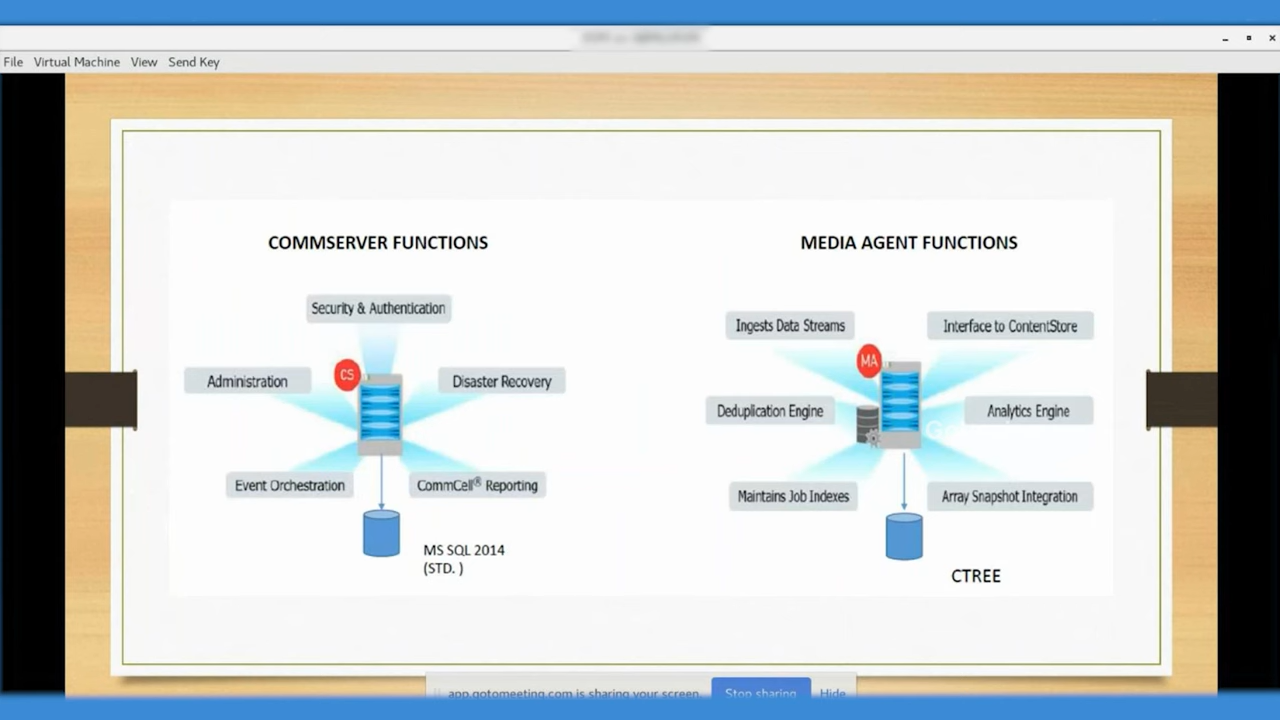 File Virtual Machine View Send Key
COMMSERVER FUNCTIONS
Security & Authentication
CS
Administration
Disaster Recovery
Event Orchestration
CommCell® Reporting
MS SQL 2014
(STD. )
MEDIA AGENT FUNCTIONS
Ingests Data Streams
Interface to ContentStore
MA
Deduplication Engine
Analytics Engine
Maintains Job Indexes
Array Snapshot Integration
CTREE
app.gotomeeting.com is sharing your screen. Stop sharing Hide